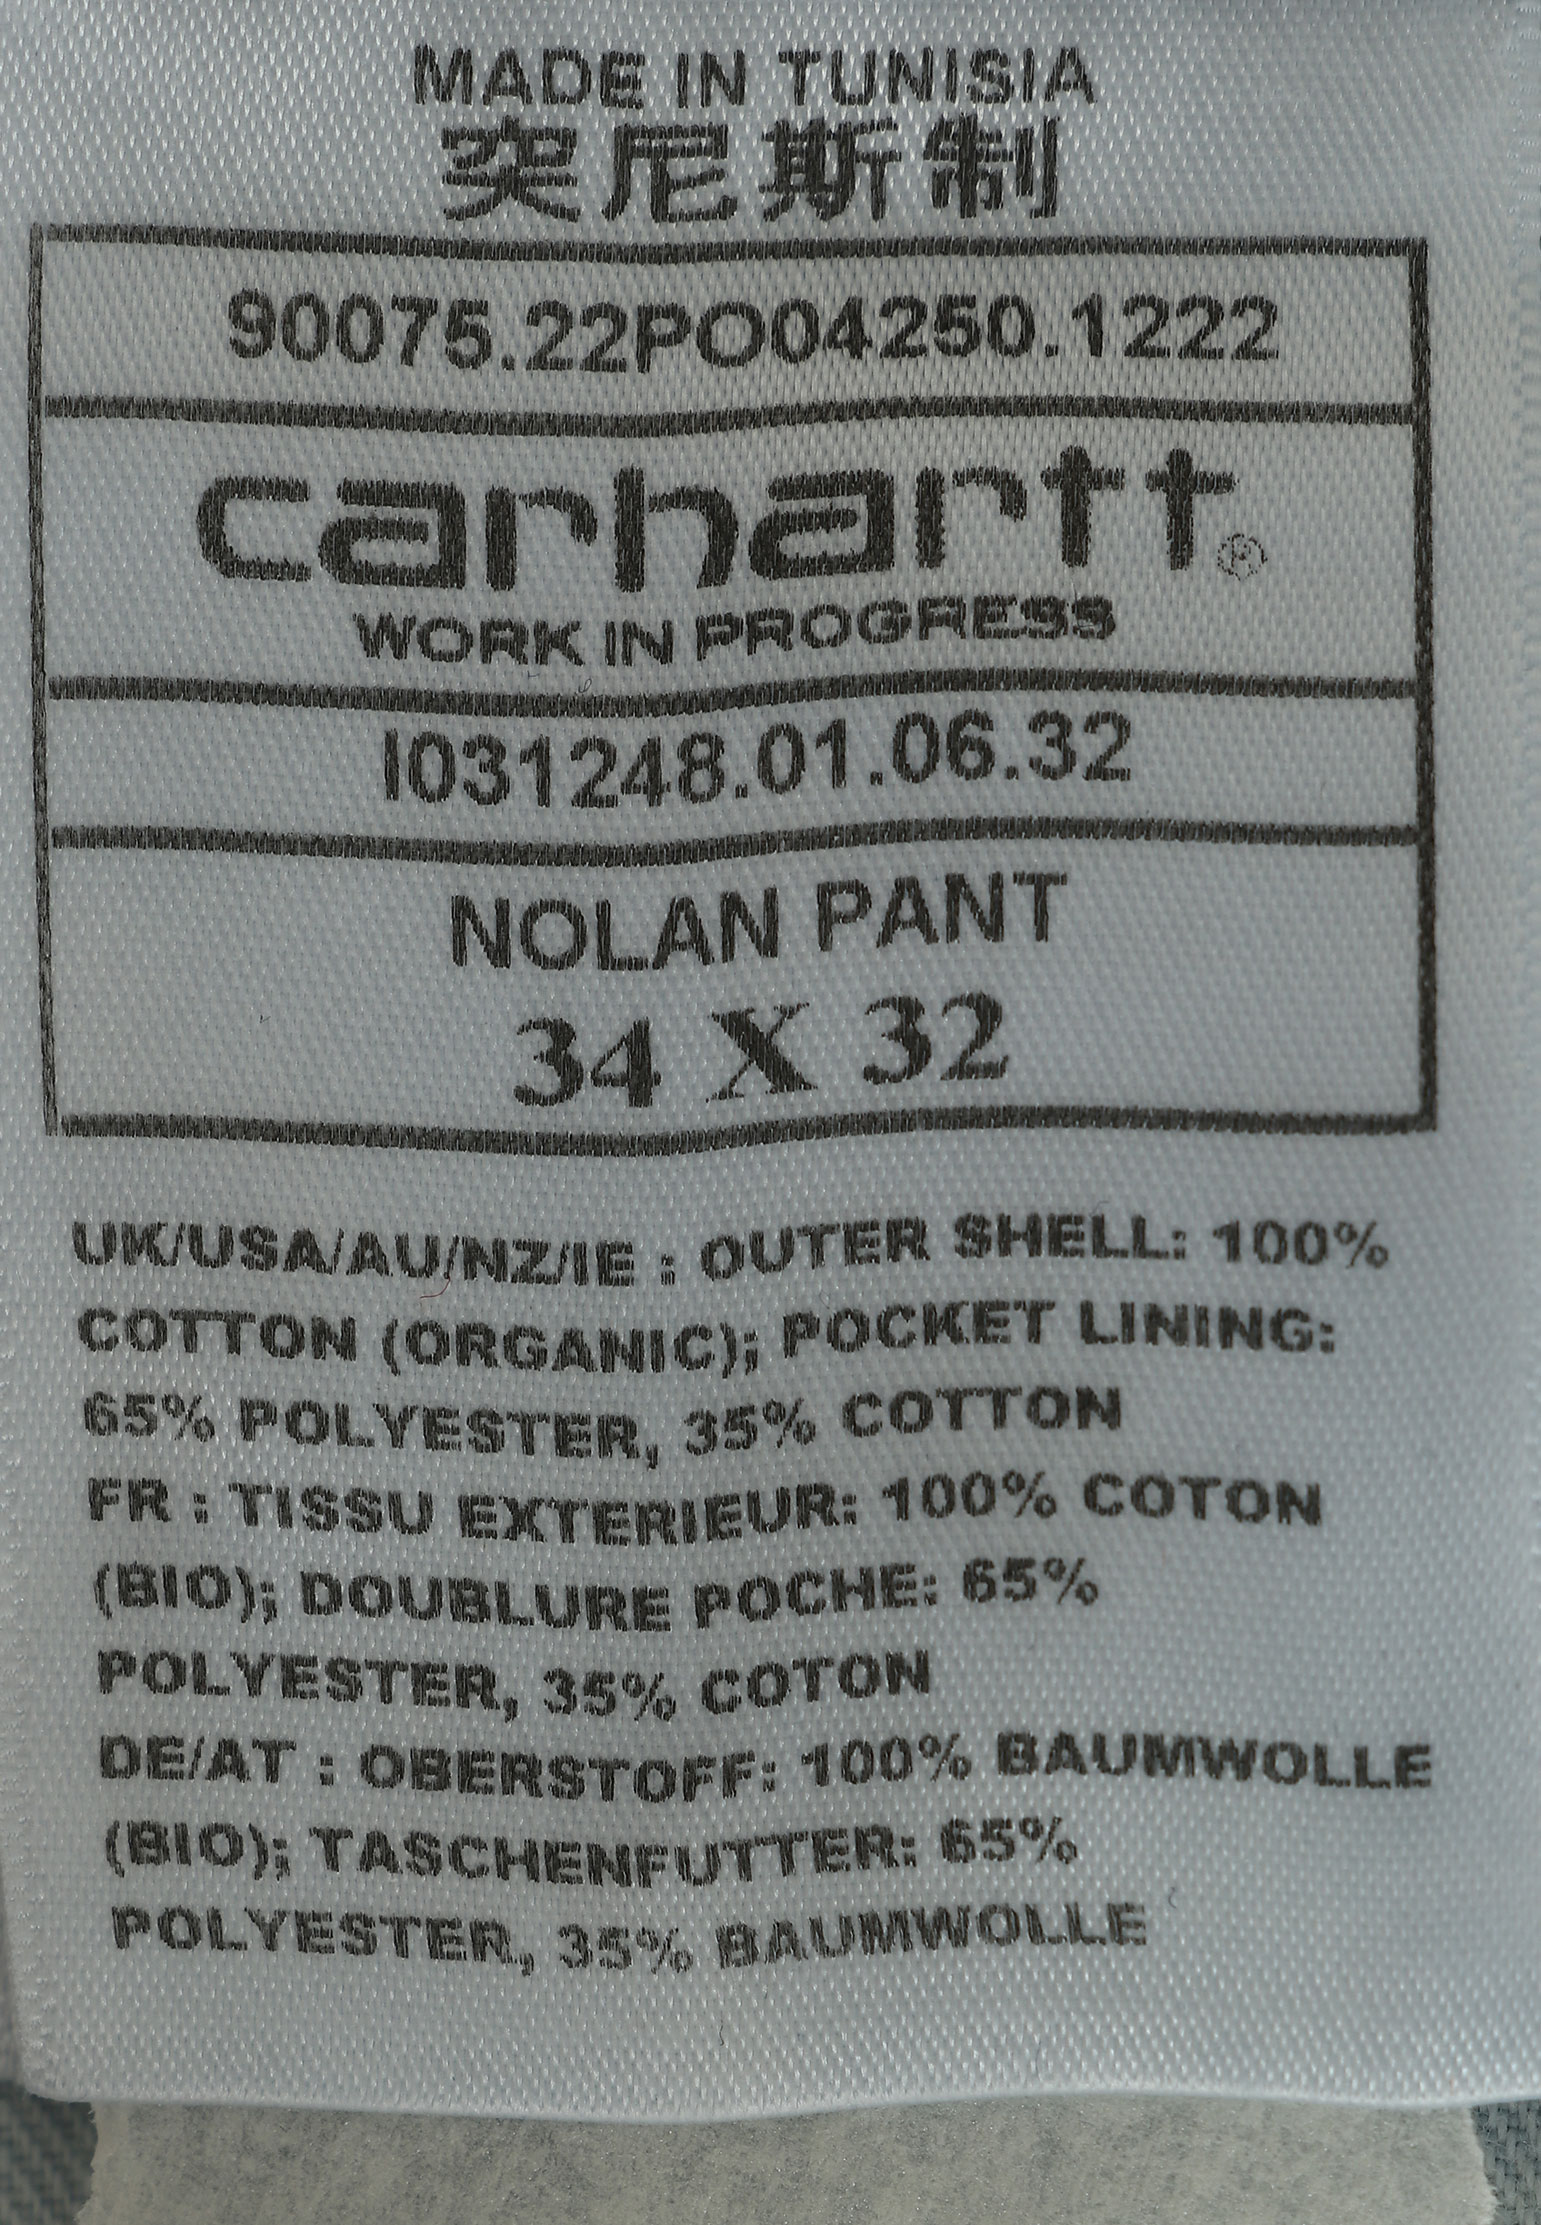 MADE IN TUNISIA
突尼斯制
90075.22PO04250.1222
carhartt®
WORK IN PROGRESS
I031248.01.06.32
NOLAN PANT
34 X 32
UK/USA/AU/NZ/IE : OUTER SHELL: 100%
COTTON (ORGANIC); POCKET LINING:
65% POLYESTER, 35% COTTON
FR : TISSU EXTERIEUR: 100% COTON
(BIO); DOUBLURE POCHE: 65%
POLYESTER, 35% COTON
DE/AT : OBERSTOFF: 100% BAUMWOLLE
(BIO); TASCHENFUTTER: 65%
POLYESTER, 35% BAUMWOLLE